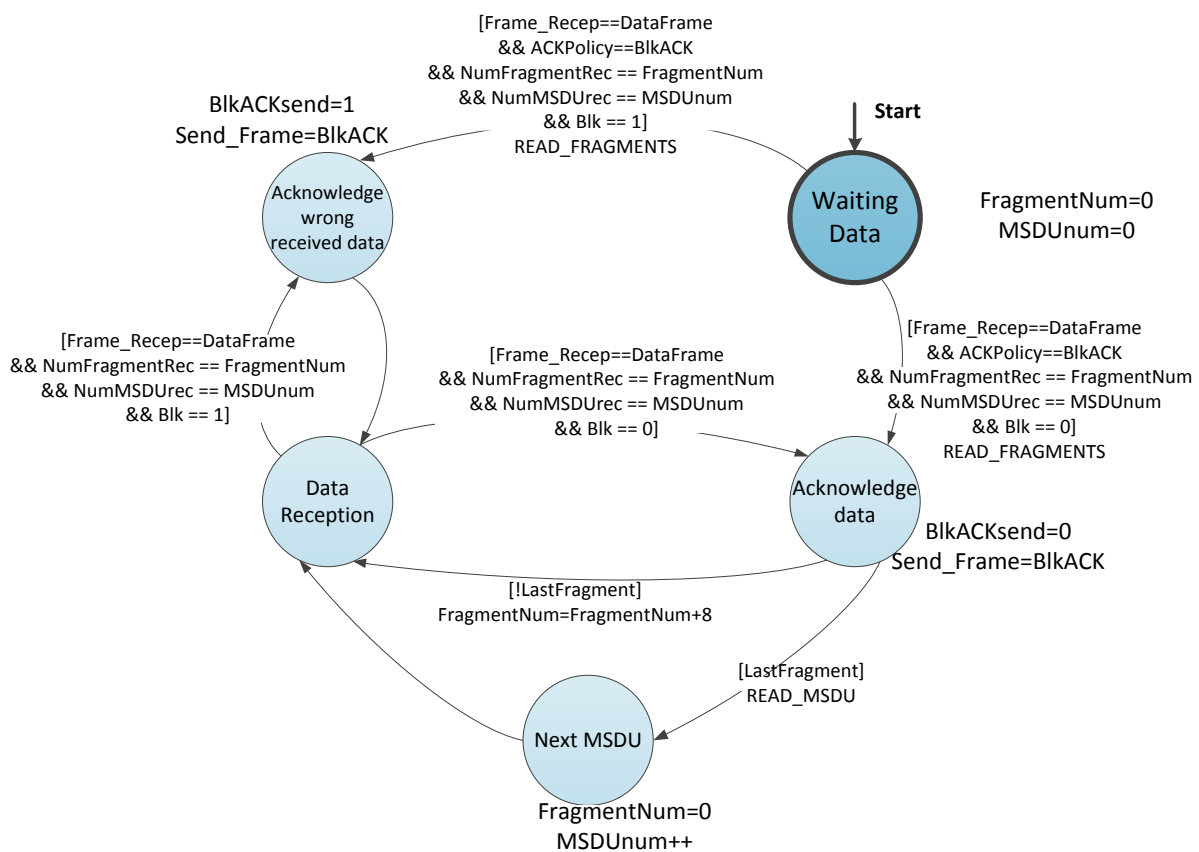 [Frame_Recep==DataFrame
&& ACKPolicy==BlkACK
&& NumFragmentRec == FragmentNum
&& NumMSDUrec == MSDUnum
&& Blk == 1]
READ_FRAGMENTS
BlkACKsend=1
Send_Frame=BlkACK
Start
Acknowledge
wrong
received data
Waiting
Data
FragmentNum=0
MSDUnum=0
[Frame_Recep==DataFrame
&& NumFragmentRec == FragmentNum
&& NumMSDUrec == MSDUnum
&& Blk == 1]
[Frame_Recep==DataFrame
&& NumFragmentRec == FragmentNum
&& NumMSDUrec == MSDUnum
&& Blk == 0]
[Frame_Recep==DataFrame
&& ACKPolicy==BlkACK
&& NumFragmentRec == FragmentNum
&& NumMSDUrec == MSDUnum
&& Blk == 0]
READ_FRAGMENTS
Data
Reception
Acknowledge
data
BlkACKsend=0
Send_Frame=BlkACK
[!LastFragment]
FragmentNum=FragmentNum+8
[LastFragment]
READ_MSDU
Next MSDU
FragmentNum=0
MSDUnum++